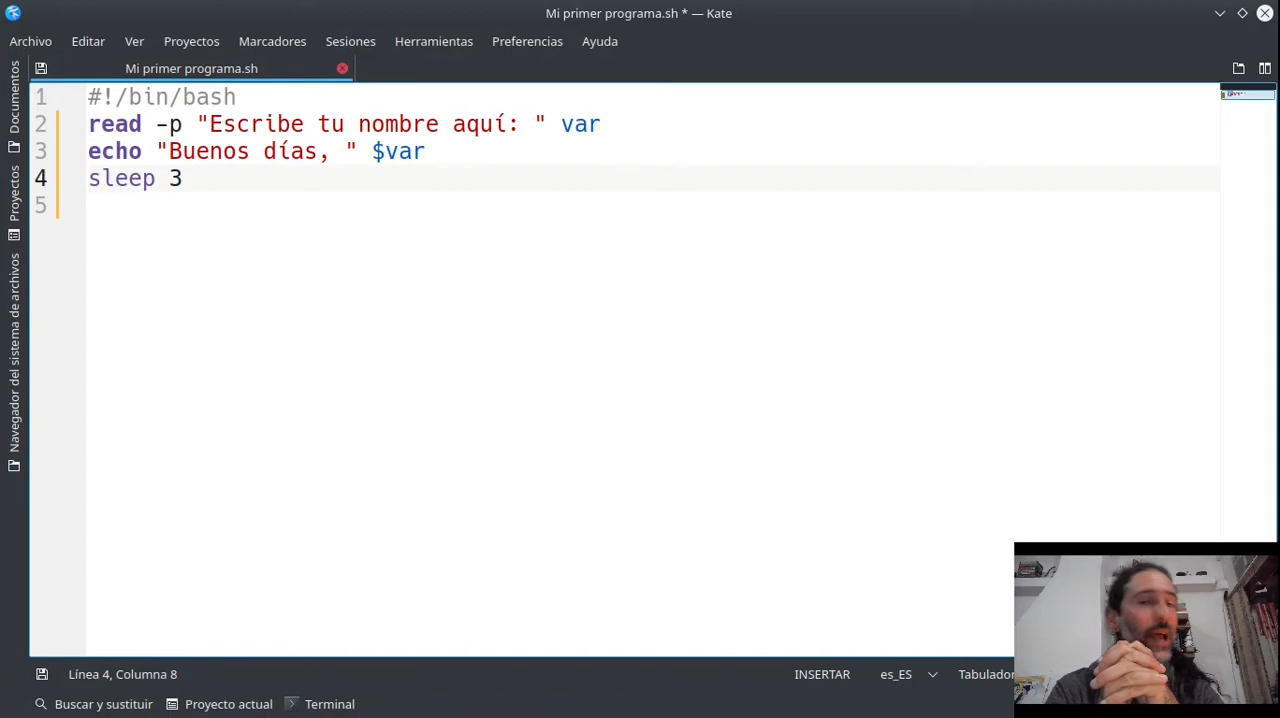 Mi primer programa.sh * — Kate
Archivo Editar Ver Proyectos Marcadores Sesiones Herramientas Preferencias Ayuda
Mi primer programa.sh
Documentos
Proyectos
Navegador del sistema de archivos
1 #!/bin/bash
2 read -p "Escribe tu nombre aquí: " var
3 echo "Buenos días, " $var
4 sleep 3
5
Línea 4, Columna 8 INSERTAR es_ES Tabulador
Buscar y sustituir Proyecto actual Terminal